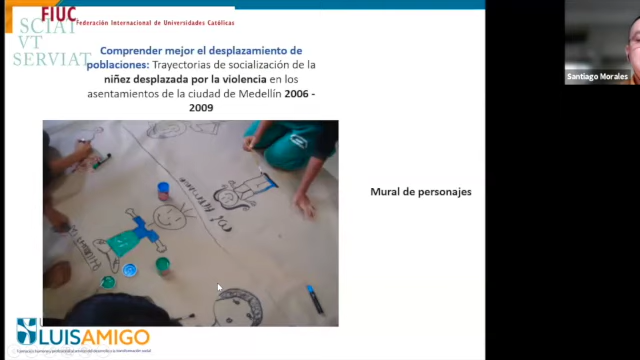 FIUC
Federación Internacional de Universidades Católicas
SCIAT
VT
SERVIAT
Comprender mejor el desplazamiento de
poblaciones: Trayectorias de socialización de la
niñez desplazada por la violencia en los
asentamientos de la ciudad de Medellín 2006 -
2009
Santiago Morales
Mural de personajes
LUISAMIGO